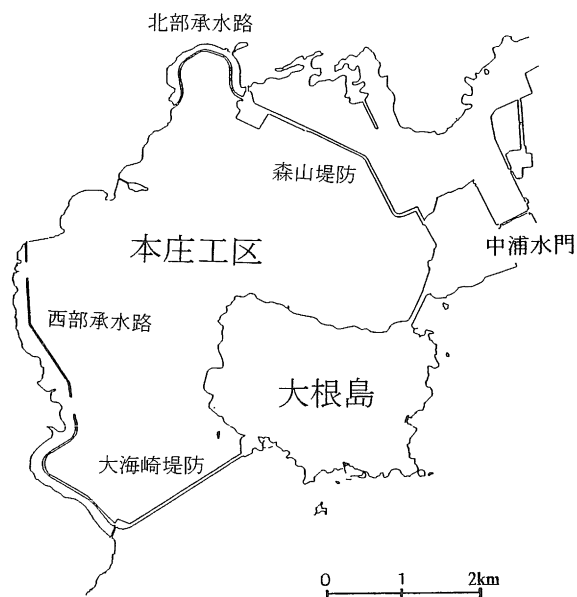 北部承水路
森山堤防
本庄工区
中浦水門
西部承水路
大根島
大海崎堤防
0 1 2km